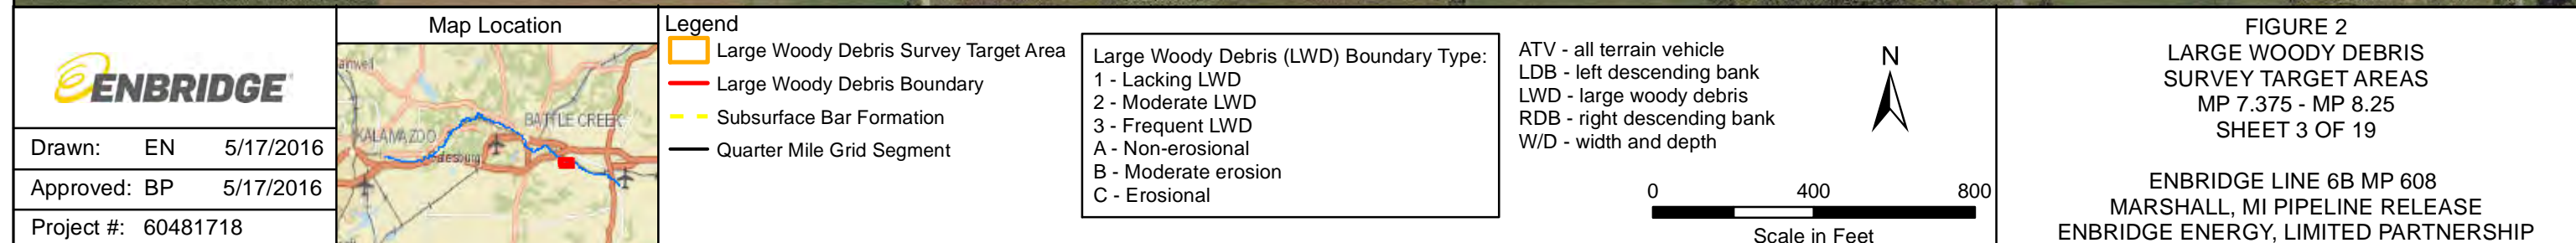 ENBRIDGE
Drawn: EN 5/17/2016
Approved: BP 5/17/2016
Project #: 60481718
Map Location
KALAMAZOO
BATTLE CREEK
Legend
Large Woody Debris Survey Target Area
Large Woody Debris Boundary
Subsurface Bar Formation
Quarter Mile Grid Segment
Large Woody Debris (LWD) Boundary Type:
1 - Lacking LWD
2 - Moderate LWD
3 - Frequent LWD
A - Non-erosional
B - Moderate erosion
C - Erosional
ATV - all terrain vehicle
LDB - left descending bank
LWD - large woody debris
RDB - right descending bank
W/D - width and depth
N
0 400 800
Scale in Feet
FIGURE 2
LARGE WOODY DEBRIS
SURVEY TARGET AREAS
MP 7.375 - MP 8.25
SHEET 3 OF 19
ENBRIDGE LINE 6B MP 608
MARSHALL, MI PIPELINE RELEASE
ENBRIDGE ENERGY, LIMITED PARTNERSHIP